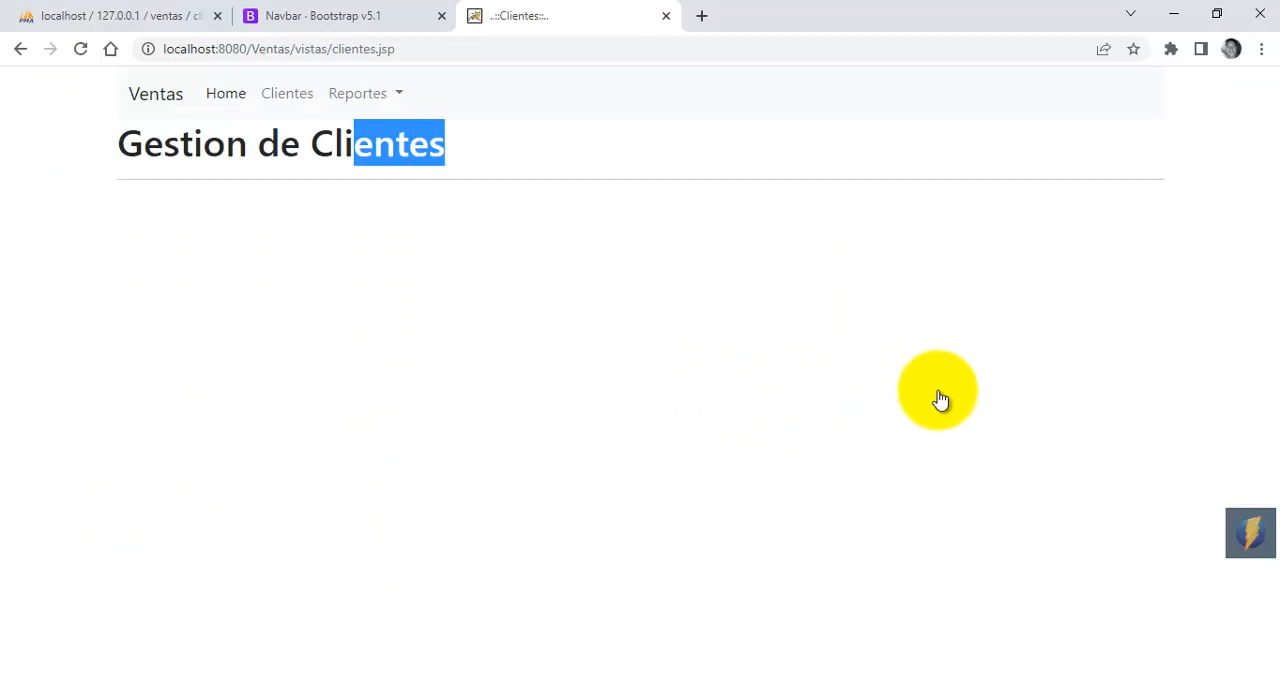 localhost / 127.0.0.1 / ventas / cli
Navbar · Bootstrap v5.1
..::Clientes::..
localhost:8080/Ventas/vistas/clientes.jsp
Ventas Home Clientes Reportes
Gestion de Clientes